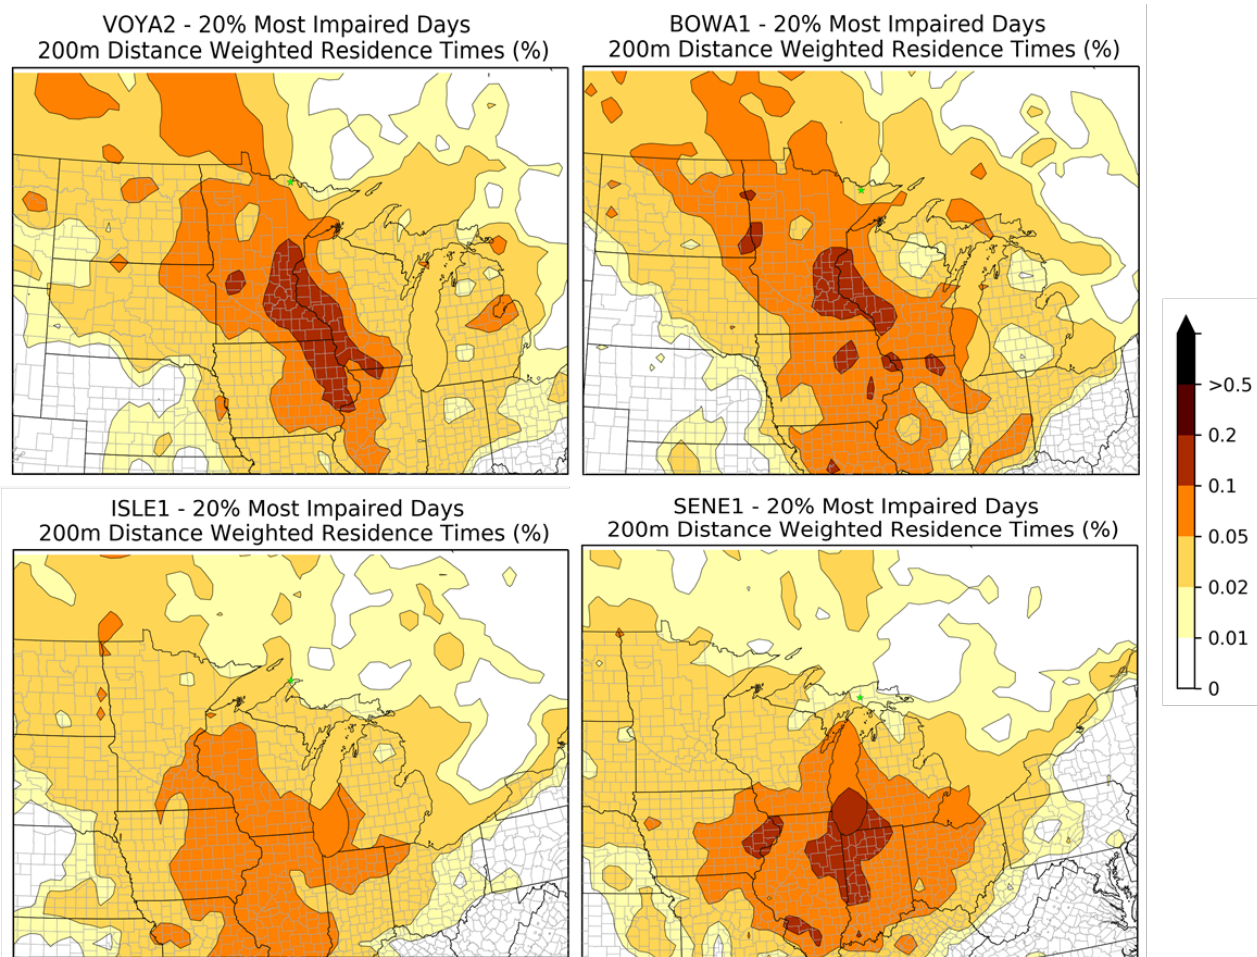 VOYA2 - 20% Most Impaired Days
200m Distance Weighted Residence Times (%)
BOWA1 - 20% Most Impaired Days
200m Distance Weighted Residence Times (%)
ISLE1 - 20% Most Impaired Days
200m Distance Weighted Residence Times (%)
SENE1 - 20% Most Impaired Days
200m Distance Weighted Residence Times (%)
>0.5
0.2
0.1
0.05
0.02
0.01
0